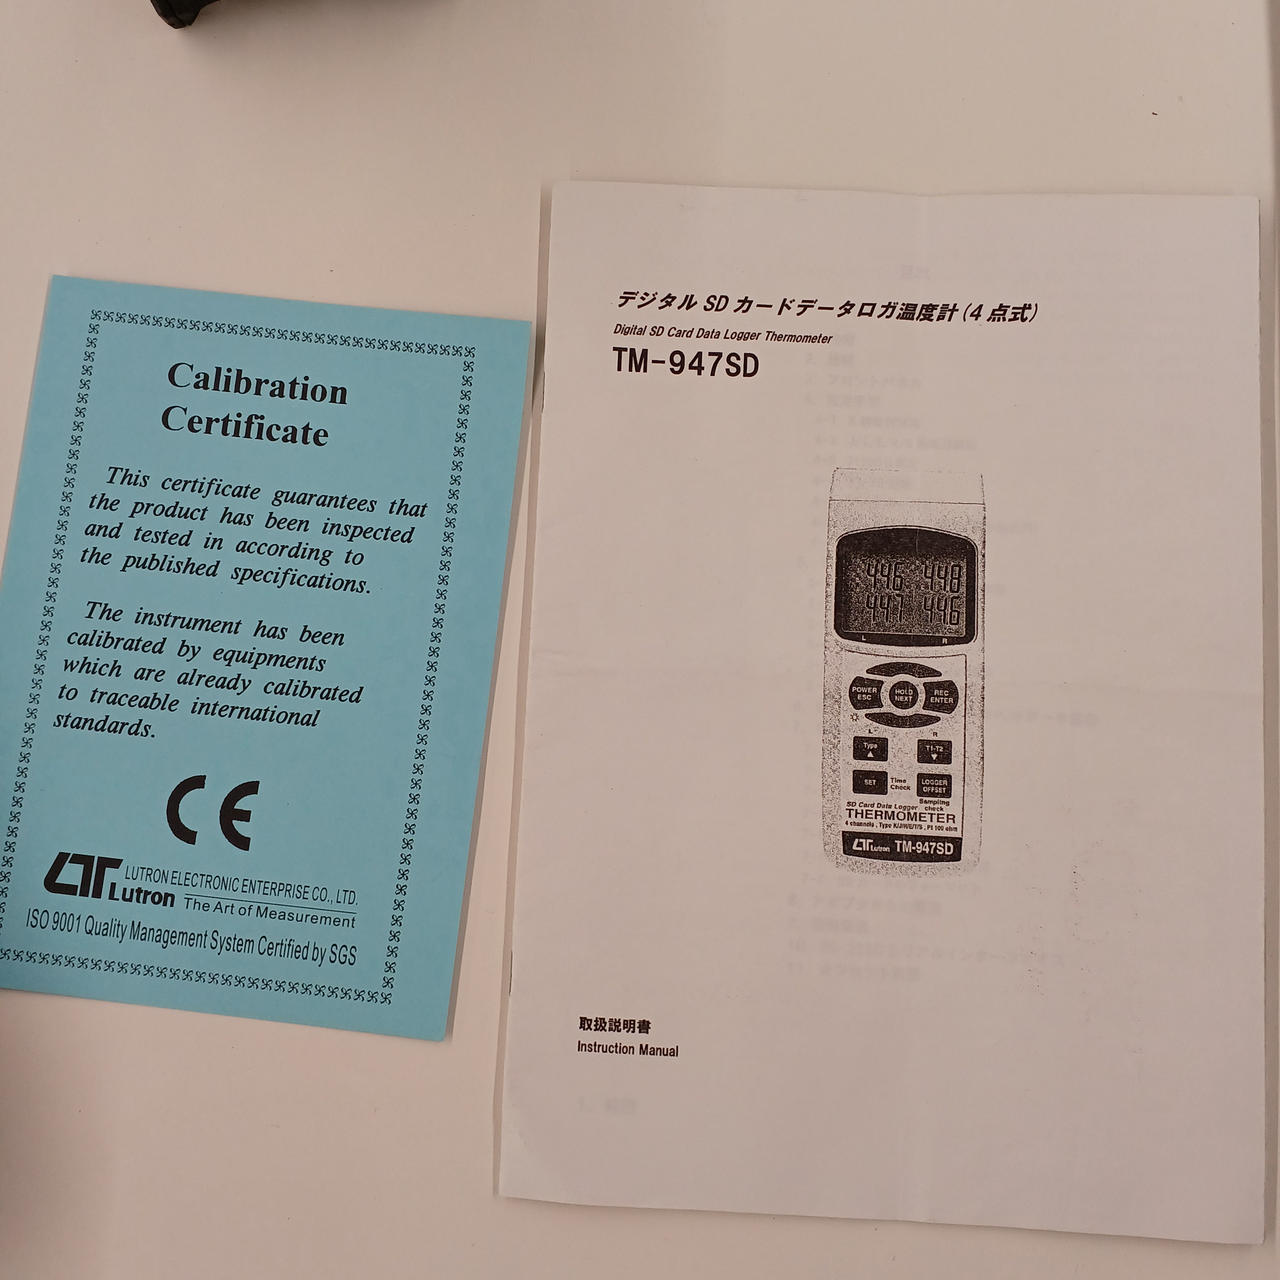 Calibration
Certificate
This certificate guarantees that
the product has been inspected
and tested in according to
the published specifications.
The instrument has been
calibrated by equipments
which are already calibrated
to traceable international
standards.
CE
Lutron
LUTRON ELECTRONIC ENTERPRISE CO., LTD.
The Art of Measurement
ISO 9001 Quality Management System Certified by SGS
デジタル SD カードデータロガ温度計(4 点式)
Digital SD Card Data Logger Thermometer
TM-947SD
446 448
447 446
L R
POWER
ESC
HOLD
NEXT
REC
ENTER
L R
Type
T1-T2
SET
Time
Check
LOGGER
OFFSET
Sampling
check
SD Card Data Logger
THERMOMETER
4 channels , Type K/J/R/E/T/S , Pt 100 ohm
Lutron TM-947SD
取扱説明書
Instruction Manual